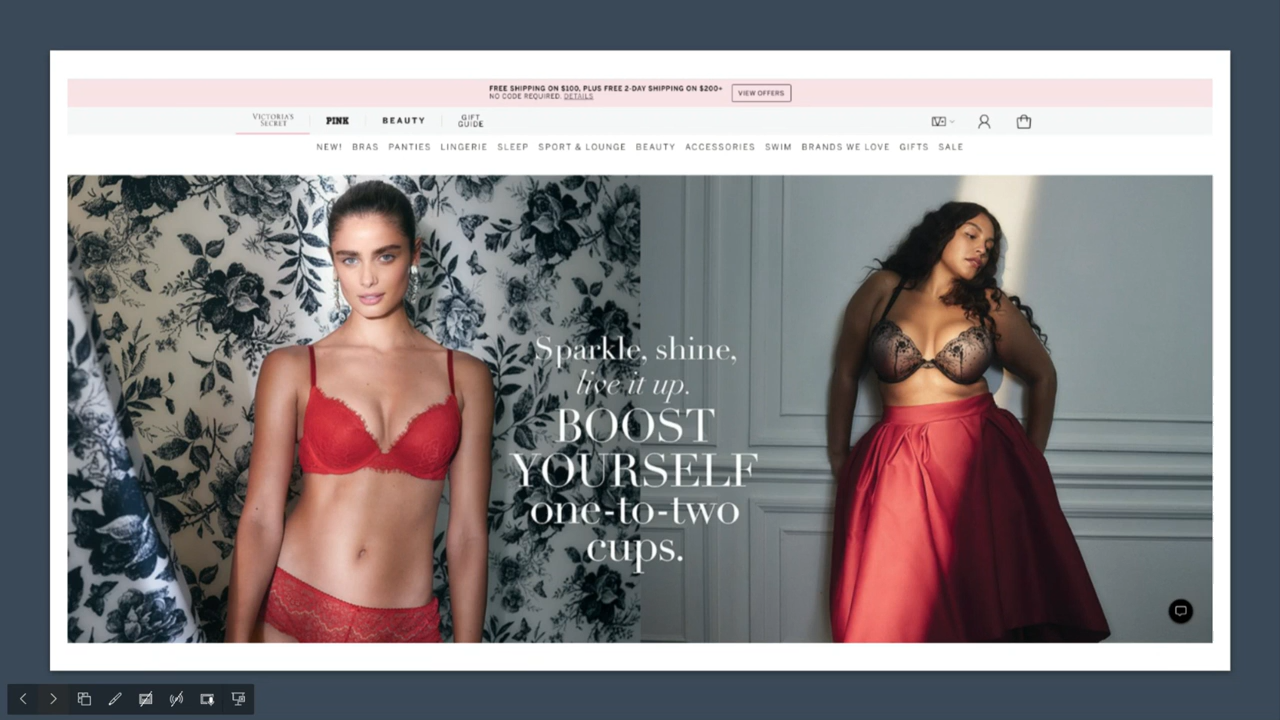 FREE SHIPPING ON $100, PLUS FREE 2-DAY SHIPPING ON $200+
NO CODE REQUIRED. DETAILS
VIEW OFFERS
VICTORIA'S
SECRET
PINK
BEAUTY
GIFT
GUIDE
NEW! BRAS PANTIES LINGERIE SLEEP SPORT & LOUNGE BEAUTY ACCESSORIES SWIM BRANDS WE LOVE GIFTS SALE
Sparkle, shine,
live it up.
BOOST
YOURSELF
one-to-two
cups.